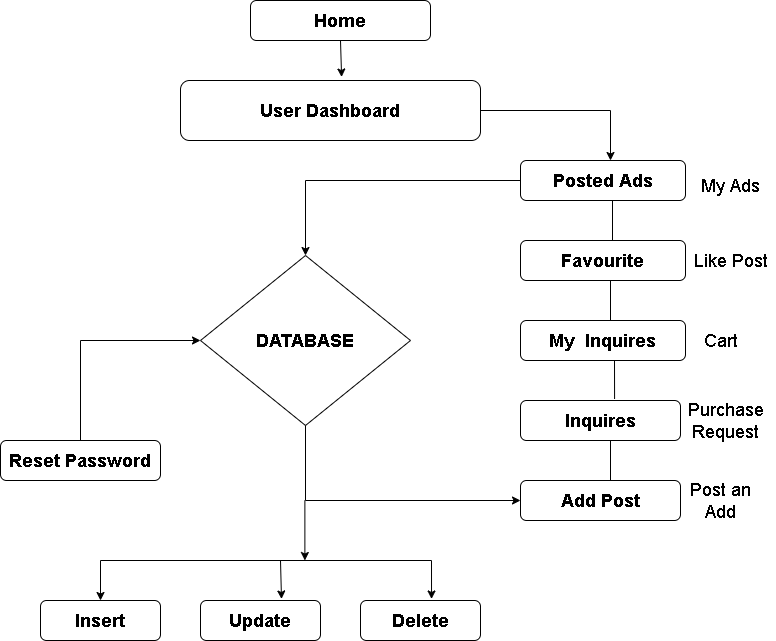 Home
User Dashboard
Posted Ads
My Ads
Favourite
Like Post
DATABASE
My Inquires
Cart
Inquires
Purchase
Request
Reset Password
Add Post
Post an
Add
Insert
Update
Delete